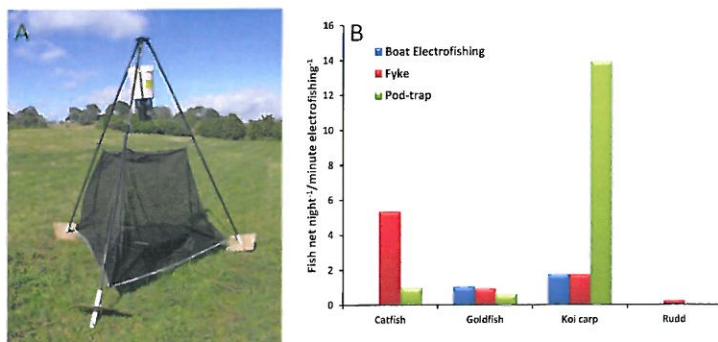 A
B
Fish net night⁻¹/minute electrofishing⁻¹
16
14
12
10
8
6
4
2
0
Boat Electrofishing
Fyke
Pod-trap
Catfish
Goldfish
Koi carp
Rudd